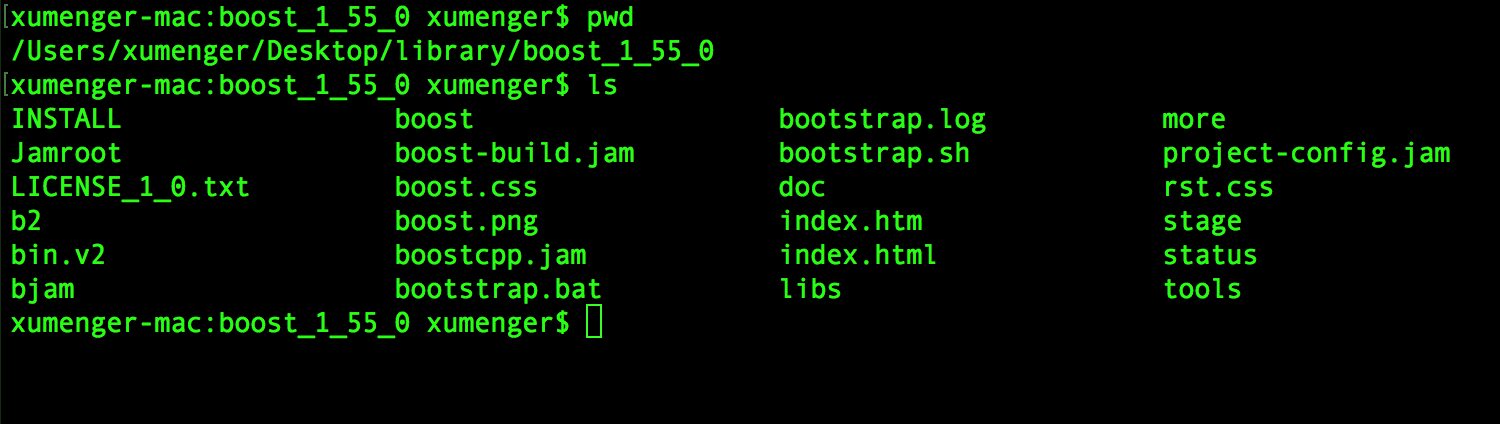 [xumenger-mac:boost_1_55_0 xumenger$ pwd
/Users/xumenger/Desktop/library/boost_1_55_0
[xumenger-mac:boost_1_55_0 xumenger$ ls
INSTALL boost bootstrap.log more
Jamroot boost-build.jam bootstrap.sh project-config.jam
LICENSE_1_0.txt boost.css doc rst.css
b2 boost.png index.htm stage
bin.v2 boostcpp.jam index.html status
bjam bootstrap.bat libs tools
xumenger-mac:boost_1_55_0 xumenger$